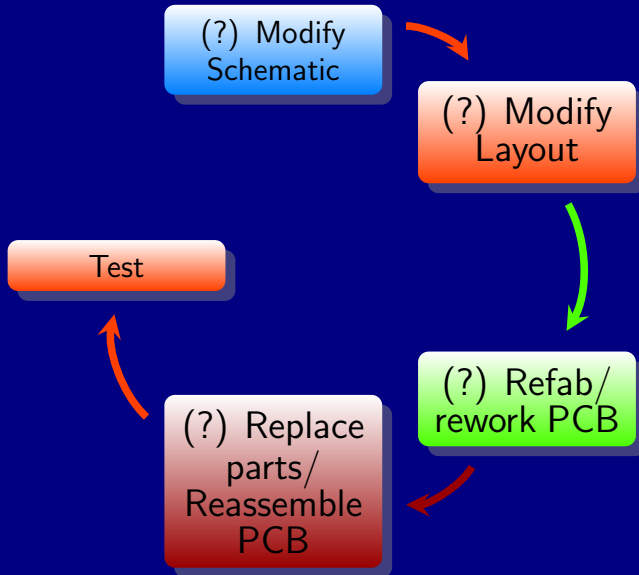 (?) Modify
Schematic
(?) Modify
Layout
(?) Refab/
rework PCB
(?) Replace
parts/
Reassemble
PCB
Test